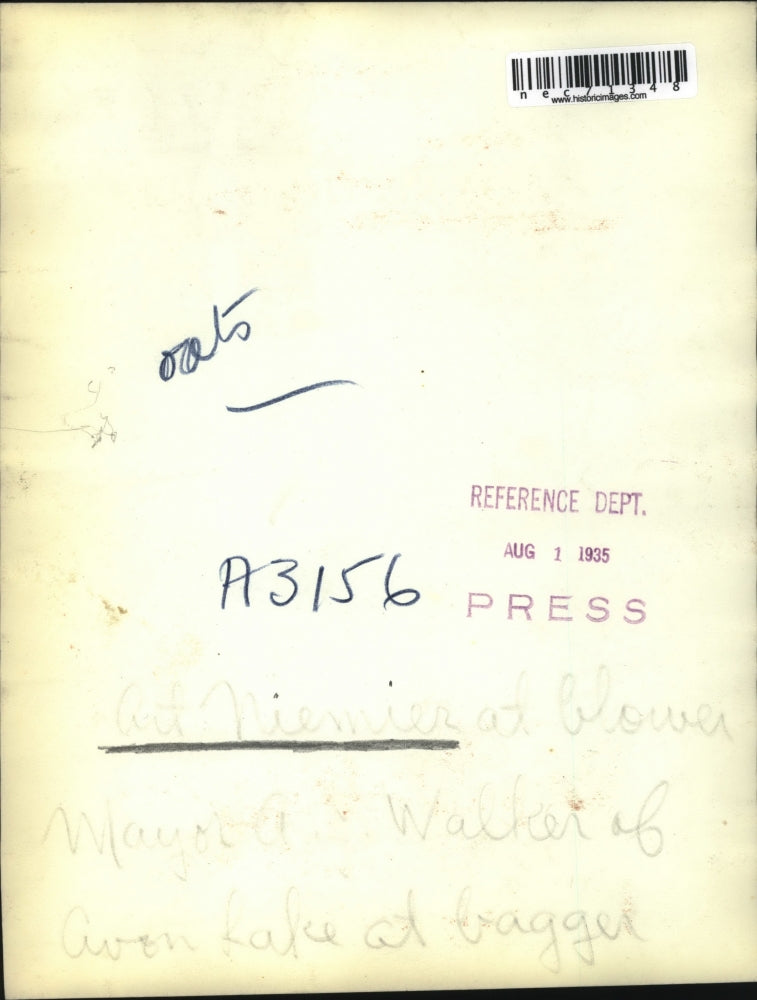 nec71348
www.historicimages.com
oats
REFERENCE DEPT.
AUG 1 1935
A3156
PRESS
Art Niemier at blower
Mayor A. Walker of
Avon Lake at bagger